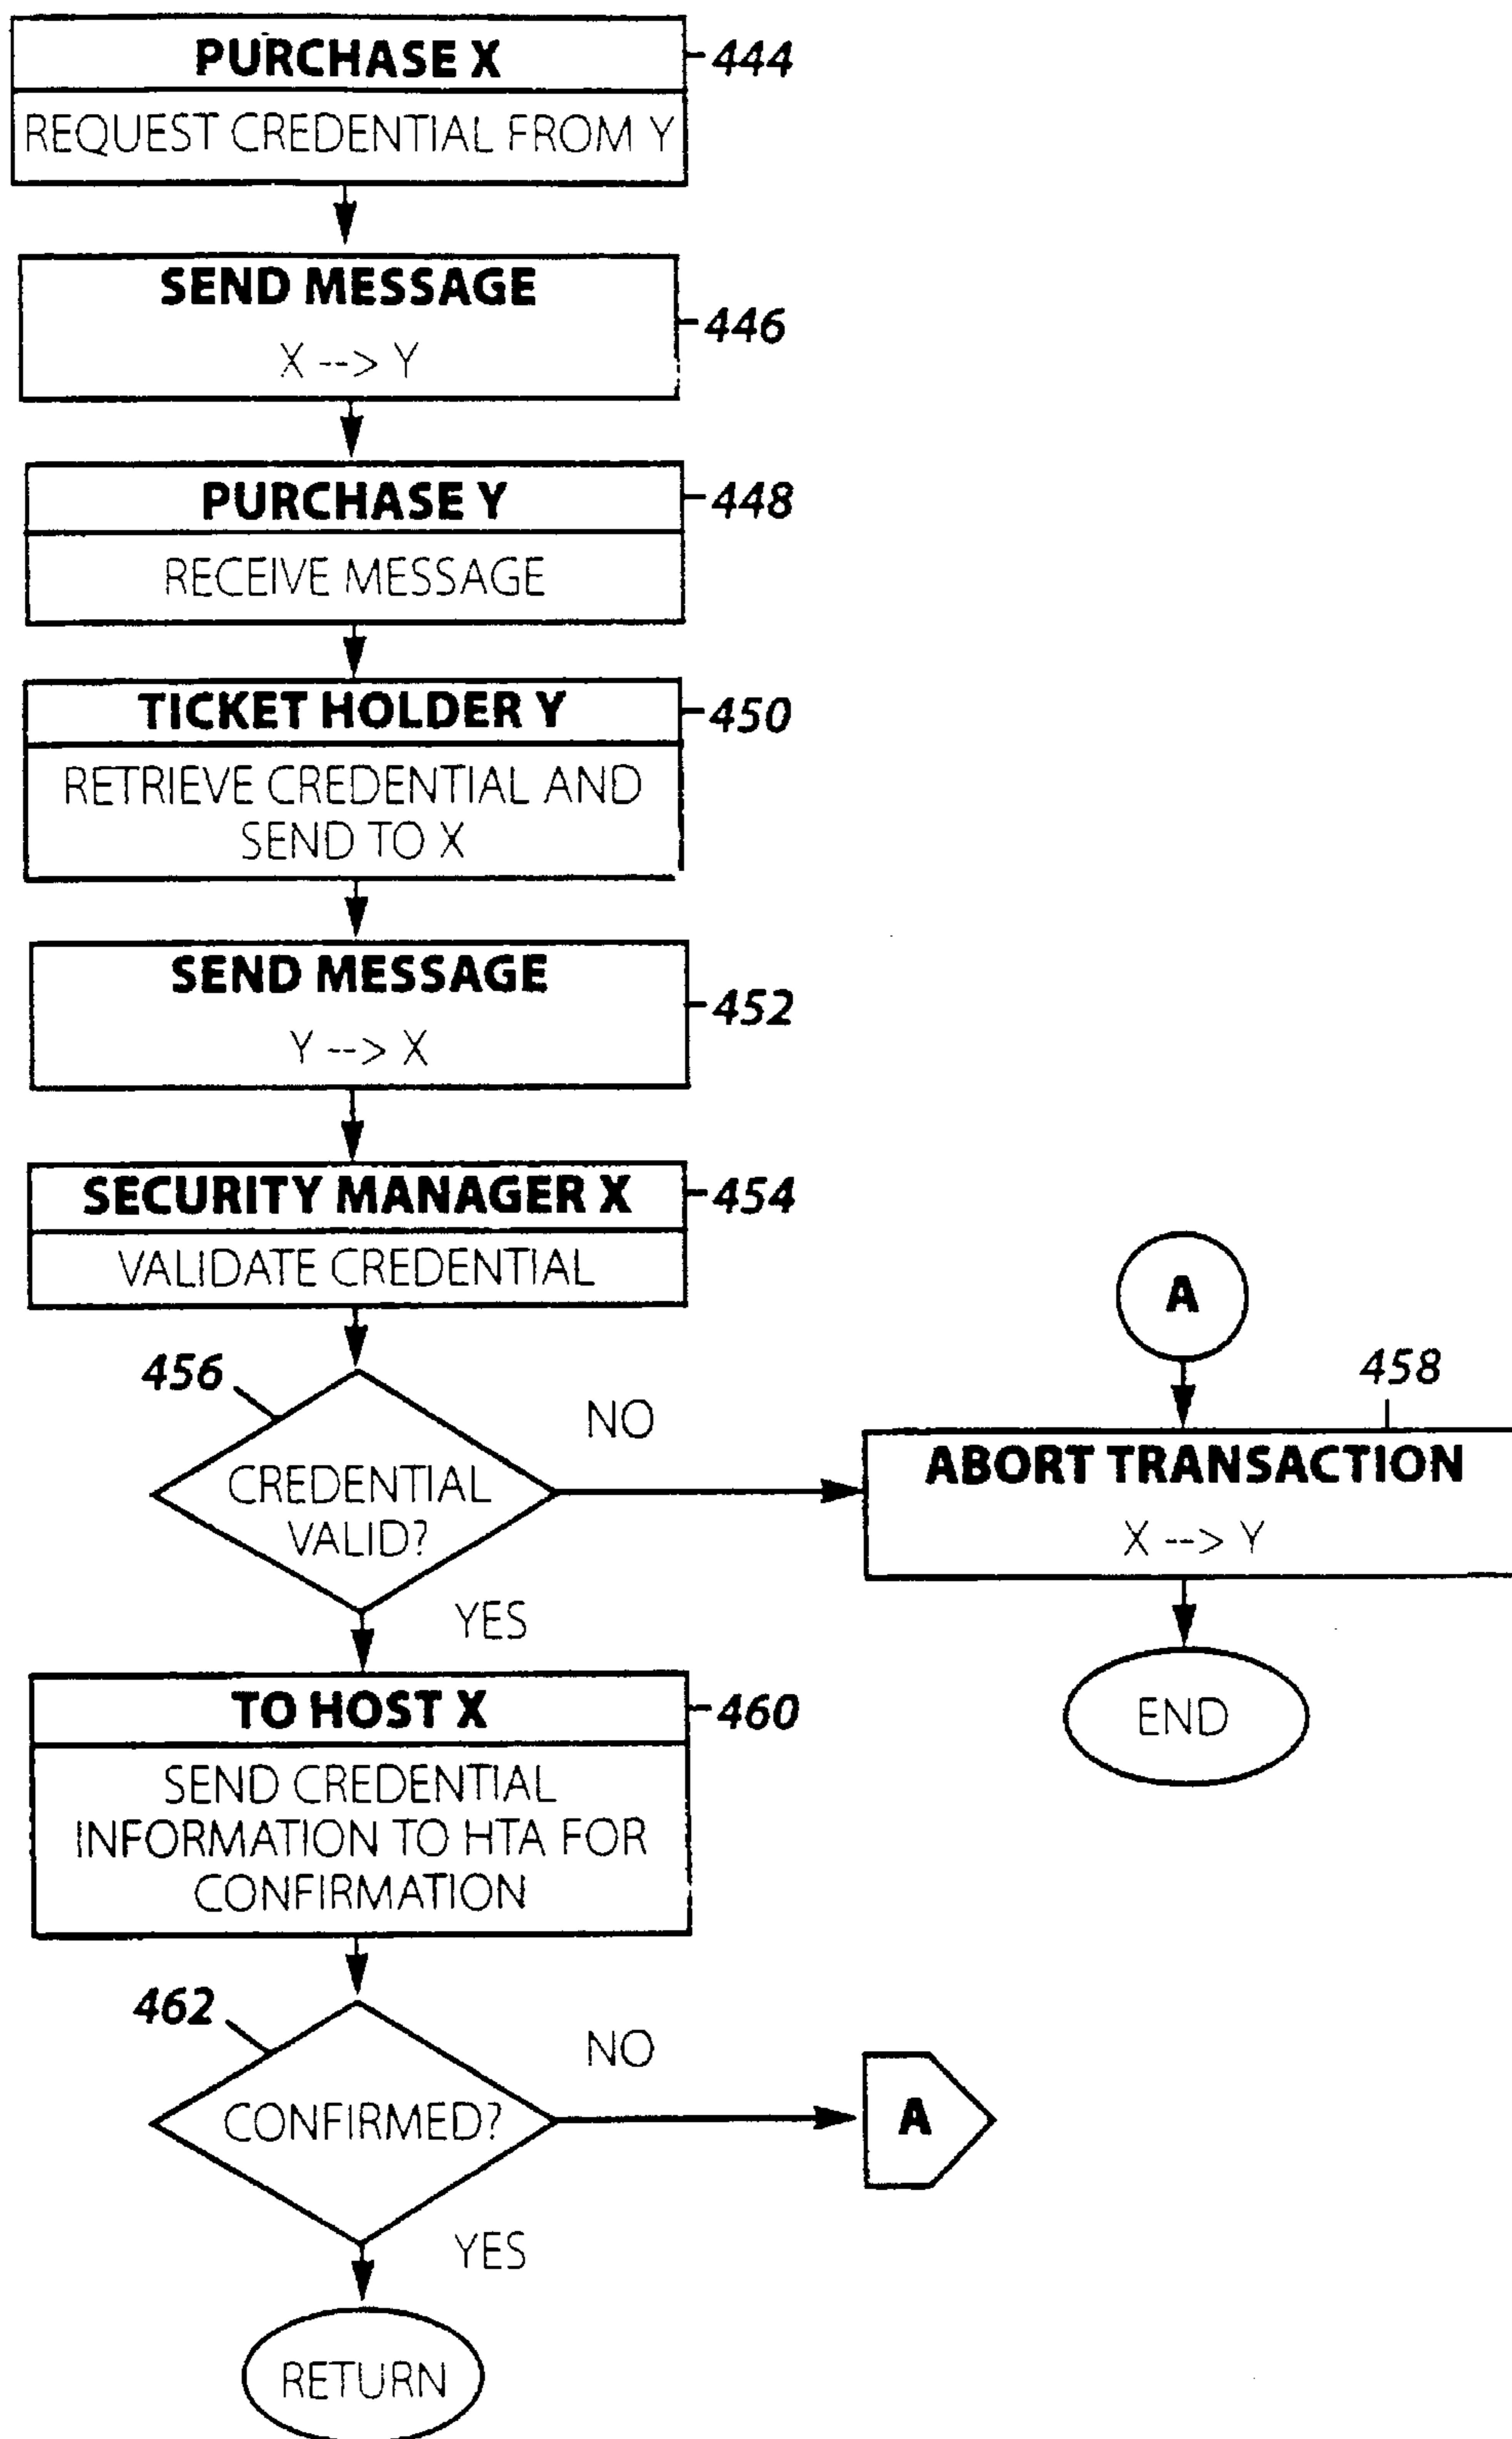 PURCHASE X
444
REQUEST CREDENTIAL FROM Y
SEND MESSAGE
446
X --> Y
PURCHASE Y
448
RECEIVE MESSAGE
TICKET HOLDER Y
450
RETRIEVE CREDENTIAL AND
SEND TO X
SEND MESSAGE
452
Y --> X
SECURITY MANAGER X
454
VALIDATE CREDENTIAL
456
CREDENTIAL
VALID?
NO
YES
A
458
ABORT TRANSACTION
X --> Y
END
TO HOST X
460
SEND CREDENTIAL
INFORMATION TO HTA FOR
CONFIRMATION
462
CONFIRMED?
NO
A
YES
RETURN